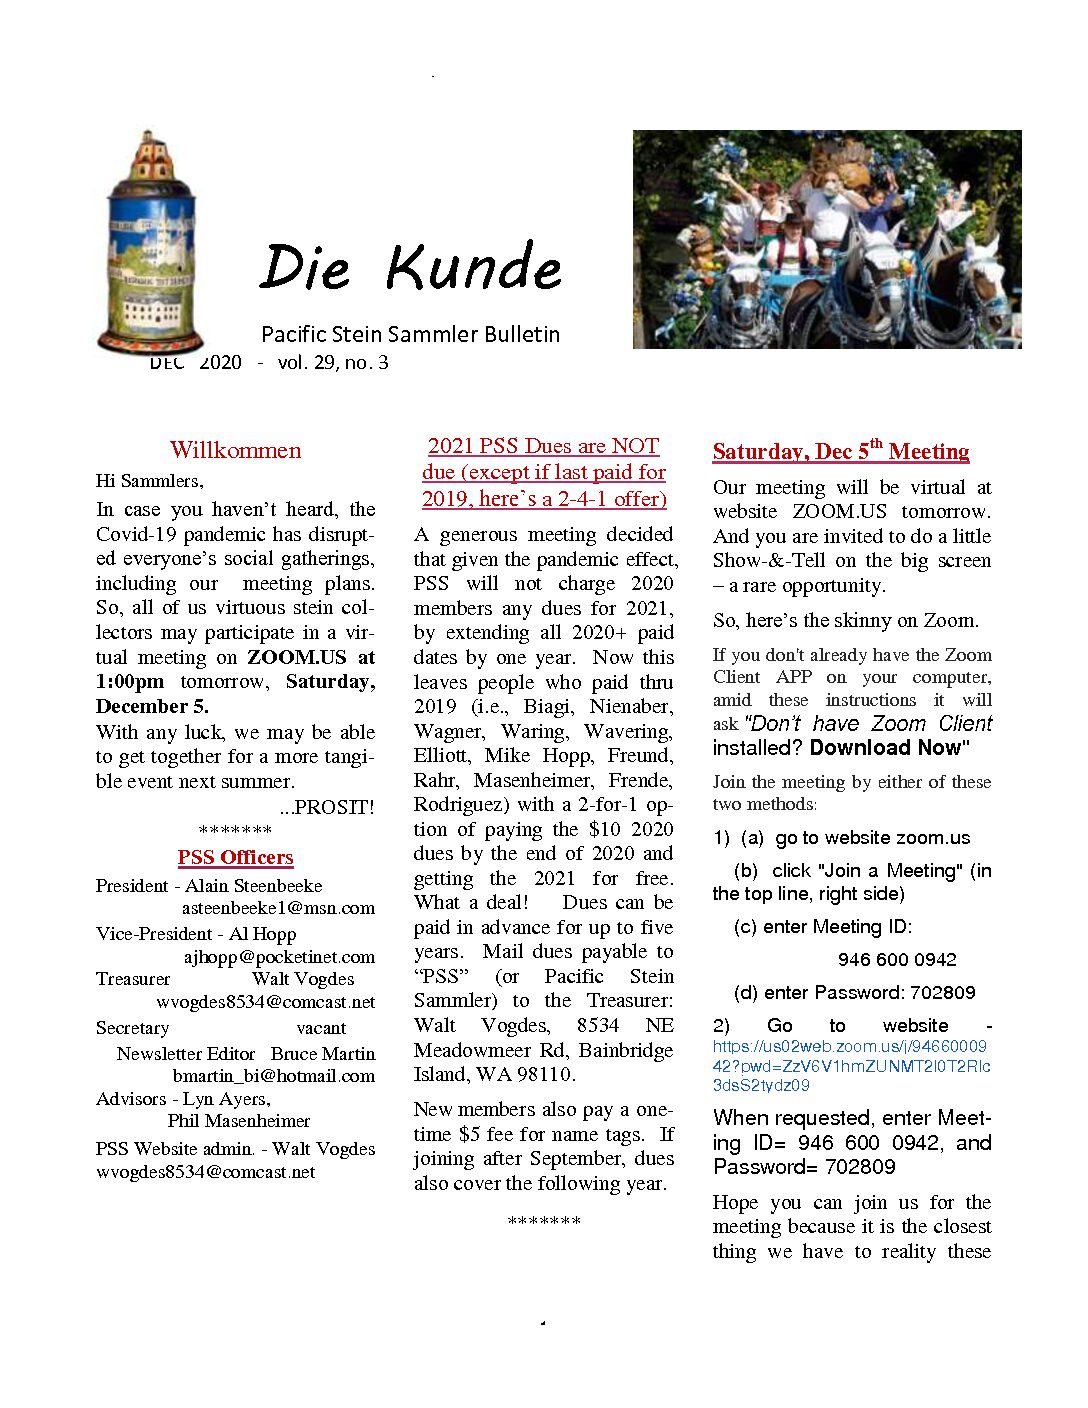 Die Kunde
Pacific Stein Sammler Bulletin
DEC 2020 - vol. 29, no. 3
Willkommen
Hi Sammlers,
In case you haven’t heard, the
Covid-19 pandemic has disrupt-
ed everyone’s social gatherings,
including our meeting plans.
So, all of us virtuous stein col-
lectors may participate in a vir-
tual meeting on ZOOM.US at
1:00pm tomorrow, Saturday,
December 5.
With any luck, we may be able
to get together for a more tangi-
ble event next summer.
...PROSIT!
*******
PSS Officers
President - Alain Steenbeeke
asteenbeeke1@msn.com
Vice-President - Al Hopp
ajhopp@pocketinet.com
Treasurer Walt Vogdes
wvogdes8534@comcast.net
Secretary vacant
Newsletter Editor Bruce Martin
bmartin_bi@hotmail.com
Advisors - Lyn Ayers,
Phil Masenheimer
PSS Website admin. - Walt Vogdes
wvogdes8534@comcast.net
2021 PSS Dues are NOT
due (except if last paid for
2019, here`s a 2-4-1 offer)
A generous meeting decided
that given the pandemic effect,
PSS will not charge 2020
members any dues for 2021,
by extending all 2020+ paid
dates by one year. Now this
leaves people who paid thru
2019 (i.e., Biagi, Nienaber,
Wagner, Waring, Wavering,
Elliott, Mike Hopp, Freund,
Rahr, Masenheimer, Frende,
Rodriguez) with a 2-for-1 op-
tion of paying the $10 2020
dues by the end of 2020 and
getting the 2021 for free.
What a deal! Dues can be
paid in advance for up to five
years. Mail dues payable to
“PSS” (or Pacific Stein
Sammler) to the Treasurer:
Walt Vogdes, 8534 NE
Meadowmeer Rd, Bainbridge
Island, WA 98110.
New members also pay a one-
time $5 fee for name tags. If
joining after September, dues
also cover the following year.
*******
Saturday, Dec 5th Meeting
Our meeting will be virtual at
website ZOOM.US tomorrow.
And you are invited to do a little
Show-&-Tell on the big screen
– a rare opportunity.
So, here’s the skinny on Zoom.
If you don't already have the Zoom
Client APP on your computer,
amid these instructions it will
ask "Don’t have Zoom Client
installed? Download Now"
Join the meeting by either of these
two methods:
1) (a) go to website zoom.us
(b) click "Join a Meeting" (in
the top line, right side)
(c) enter Meeting ID:
946 600 0942
(d) enter Password: 702809
2) Go to website -
https://us02web.zoom.us/j/94660009
42?pwd=ZzV6V1hmZUNMT2I0T2RIc
3dsS2tydz09
When requested, enter Meet-
ing ID= 946 600 0942, and
Password= 702809
Hope you can join us for the
meeting because it is the closest
thing we have to reality these